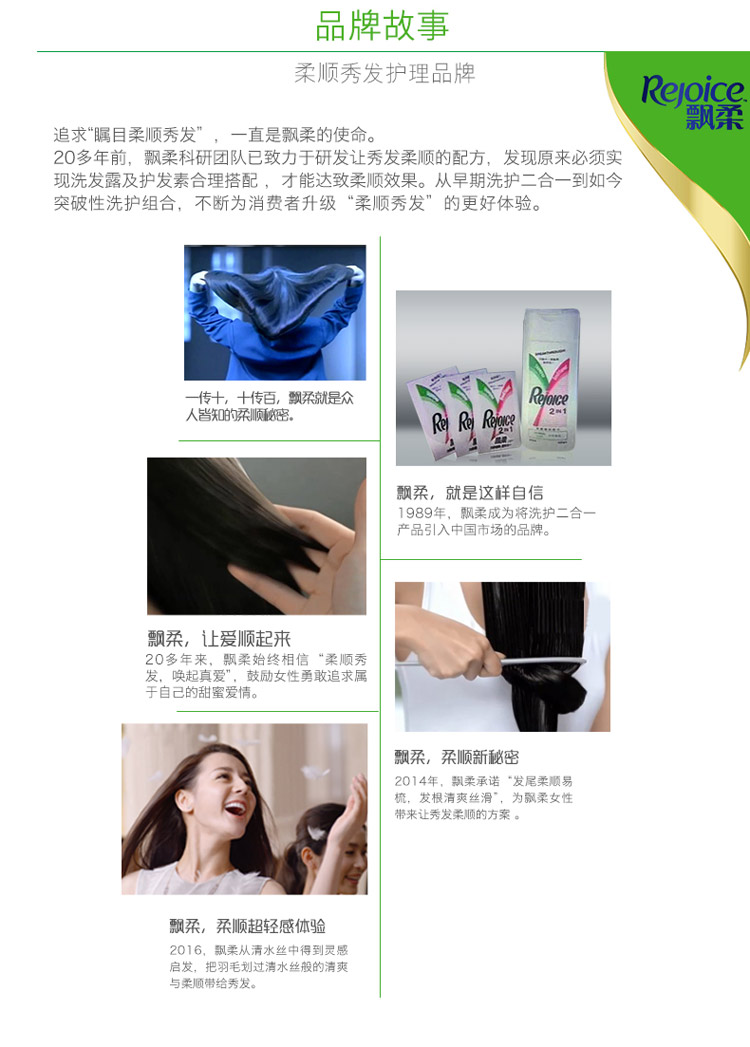 品牌故事
柔顺秀发护理品牌
Rejoice
飘柔
追求“瞩目柔顺秀发”，一直是飘柔的使命。
20多年前，飘柔科研团队已致力于研发让秀发柔顺的配方，发现原来必须实
现洗发露及护发素合理搭配，才能达致柔顺效果。从早期洗护二合一到如今
突破性洗护组合，不断为消费者升级“柔顺秀发”的更好体验。
一传十，十传百，飘柔就是众
人皆知的柔顺秘密。
Rejoice
2 IN 1
Rejoice
2 IN 1
飘柔，就是这样自信
1989年，飘柔成为将洗护二合一
产品引入中国市场的品牌。
飘柔，让爱顺起来
20多年来，飘柔始终相信“柔顺秀
发，唤起真爱”，鼓励女性勇敢追求属
于自己的甜蜜爱情。
飘柔，柔顺新秘密
2014年，飘柔承诺“发尾柔顺易
梳，发根清爽丝滑”，为飘柔女性
带来让秀发柔顺的方案。
飘柔，柔顺超轻感体验
2016，飘柔从清水丝中得到灵感
启发，把羽毛划过清水丝般的清爽
与柔顺带给秀发。